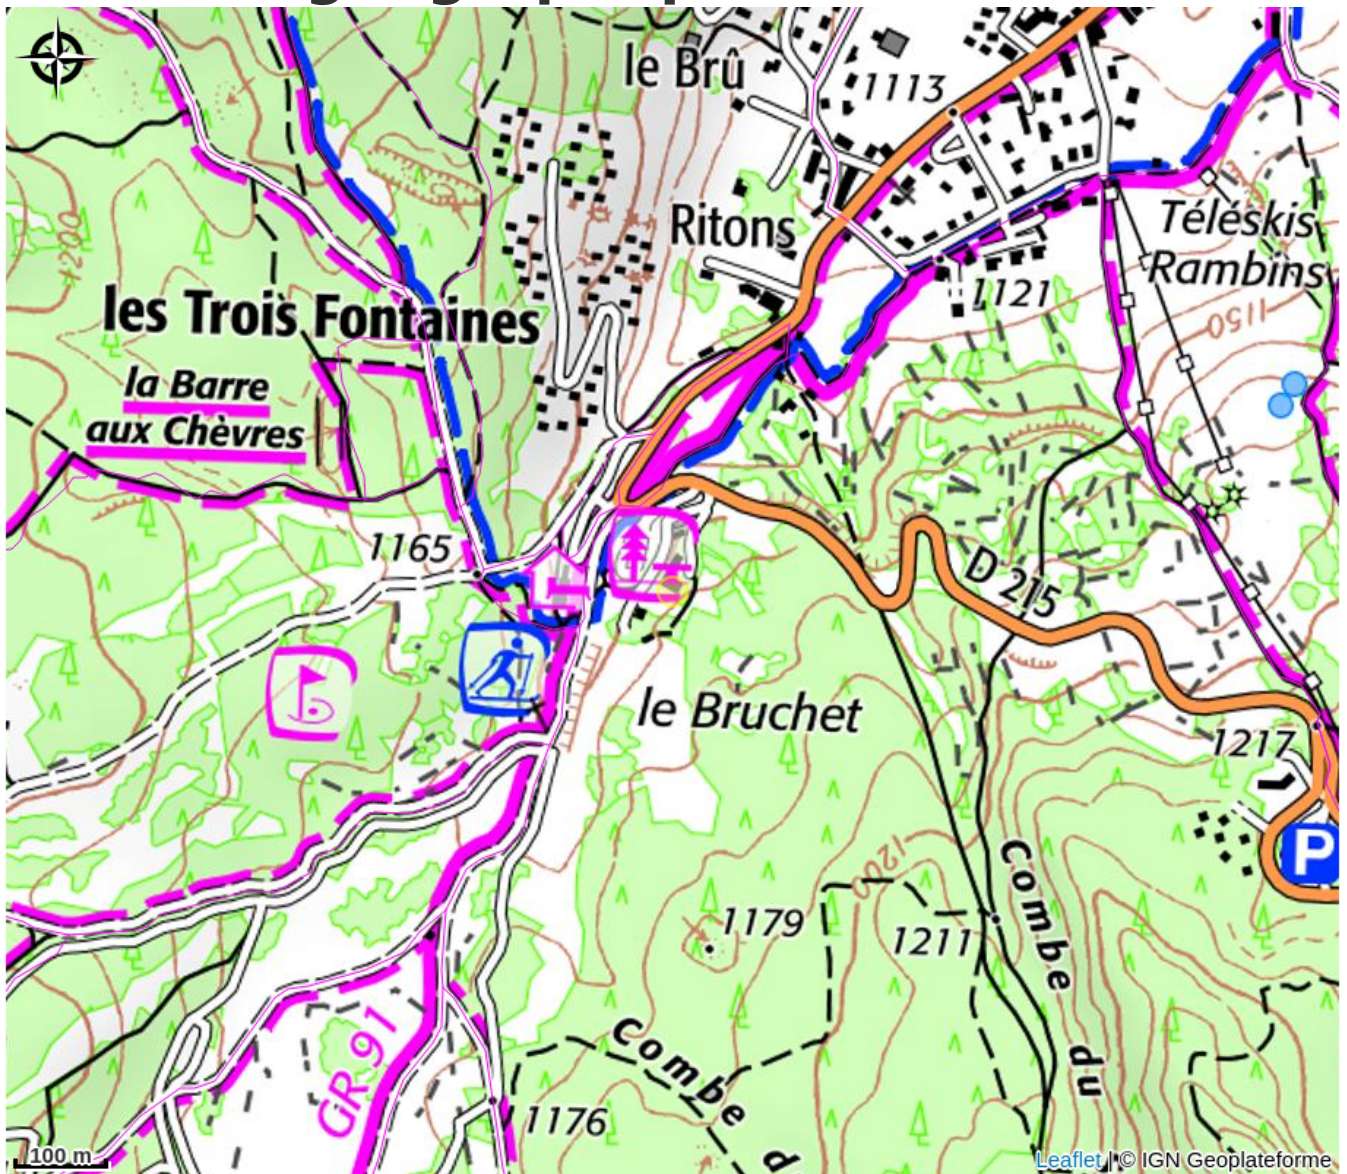 le Brû
1113
Ritons
Téléskis
Rambins
1121
1200
1150
les Trois Fontaines
la Barre
aux Chèvres
1165
D 215
le Bruchet
1217
P
Combe
du
1179
1211
GR 91
Combe
d
1176
100 m
Leaflet | © IGN Geoplateforme